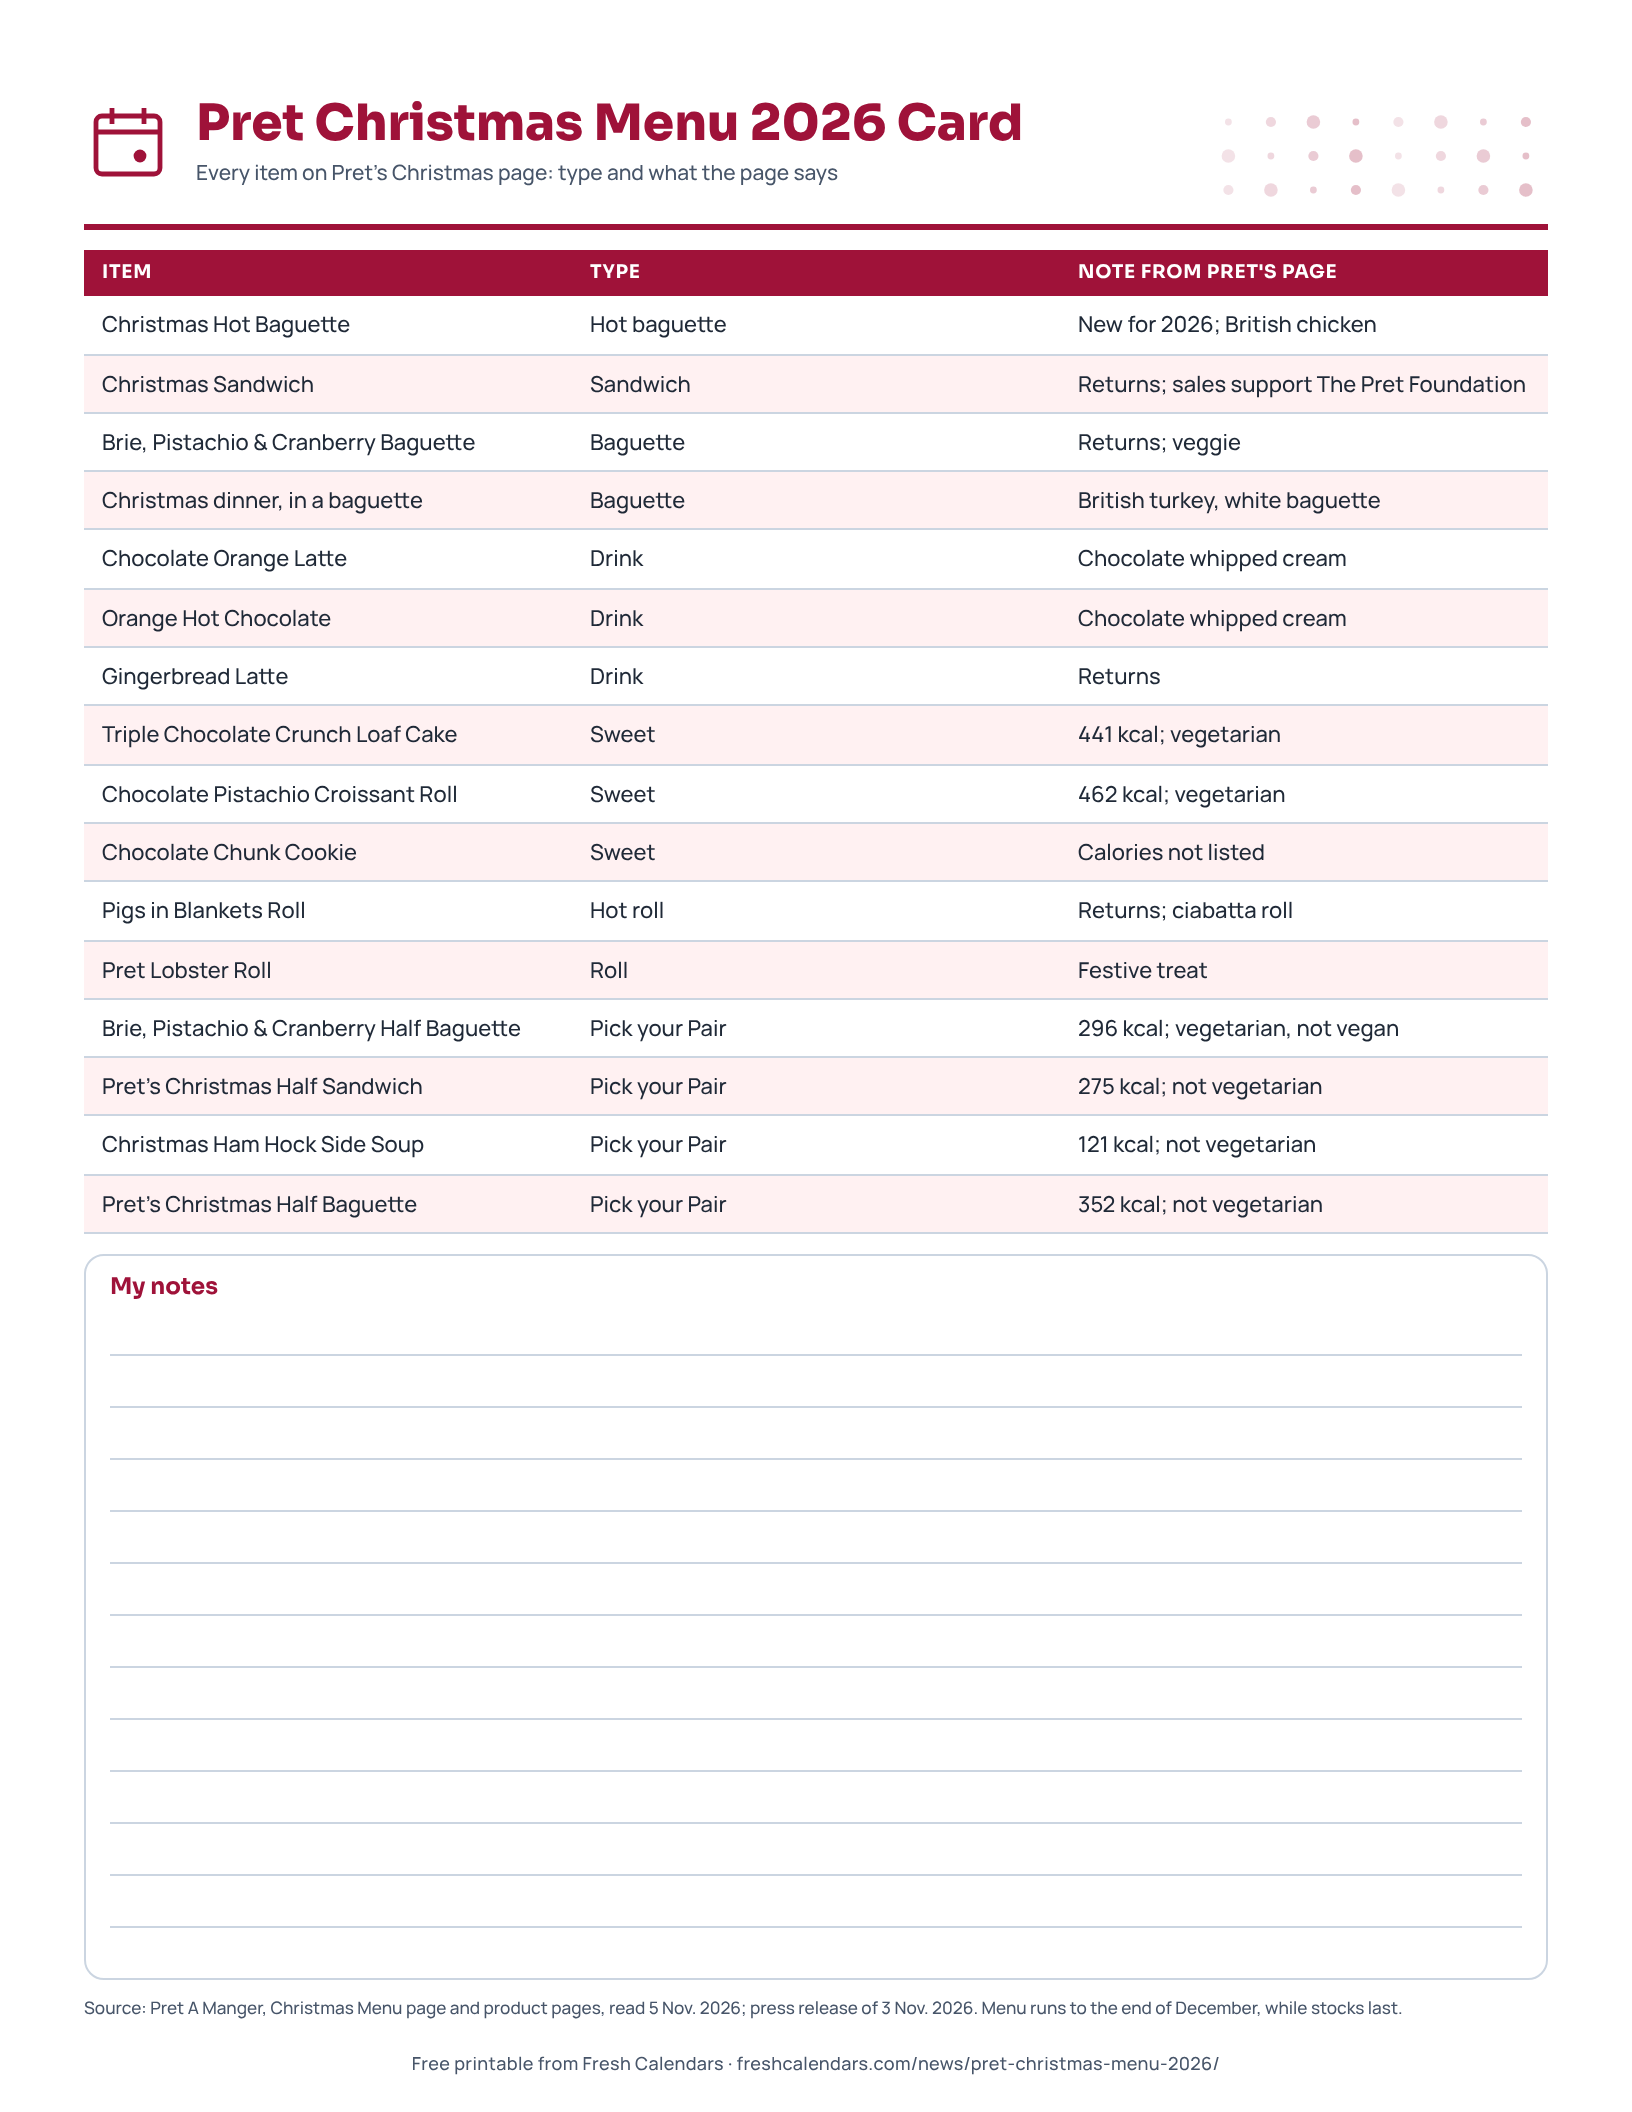 Pret Christmas Menu 2026 Card
Every item on Pret’s Christmas page: type and what the page says
ITEM TYPE NOTE FROM PRET'S PAGE
Christmas Hot Baguette Hot baguette New for 2026; British chicken
Christmas Sandwich Sandwich Returns; sales support The Pret Foundation
Brie, Pistachio & Cranberry Baguette Baguette Returns; veggie
Christmas dinner, in a baguette Baguette British turkey, white baguette
Chocolate Orange Latte Drink Chocolate whipped cream
Orange Hot Chocolate Drink Chocolate whipped cream
Gingerbread Latte Drink Returns
Triple Chocolate Crunch Loaf Cake Sweet 441 kcal; vegetarian
Chocolate Pistachio Croissant Roll Sweet 462 kcal; vegetarian
Chocolate Chunk Cookie Sweet Calories not listed
Pigs in Blankets Roll Hot roll Returns; ciabatta roll
Pret Lobster Roll Roll Festive treat
Brie, Pistachio & Cranberry Half Baguette Pick your Pair 296 kcal; vegetarian, not vegan
Pret’s Christmas Half Sandwich Pick your Pair 275 kcal; not vegetarian
Christmas Ham Hock Side Soup Pick your Pair 121 kcal; not vegetarian
Pret’s Christmas Half Baguette Pick your Pair 352 kcal; not vegetarian
My notes
Source: Pret A Manger, Christmas Menu page and product pages, read 5 Nov. 2026; press release of 3 Nov. 2026. Menu runs to the end of December, while stocks last.
Free printable from Fresh Calendars · freshcalendars.com/news/pret-christmas-menu-2026/